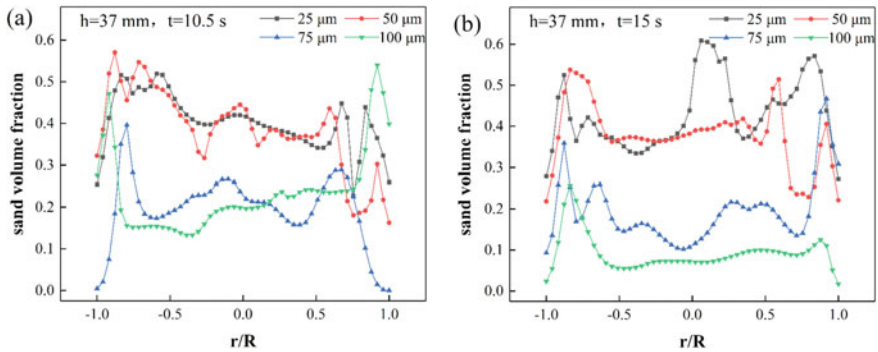 (a)
h=37 mm，t=10.5 s
25 μm
50 μm
75 μm
100 μm
0.6
0.5
0.4
0.3
0.2
0.1
0.0
sand volume fraction
-1.0 -0.5 0.0 0.5 1.0
r/R
(b)
h=37 mm，t=15 s
25 μm
50 μm
75 μm
100 μm
0.6
0.5
0.4
0.3
0.2
0.1
0.0
sand volume fraction
-1.0 -0.5 0.0 0.5 1.0
r/R